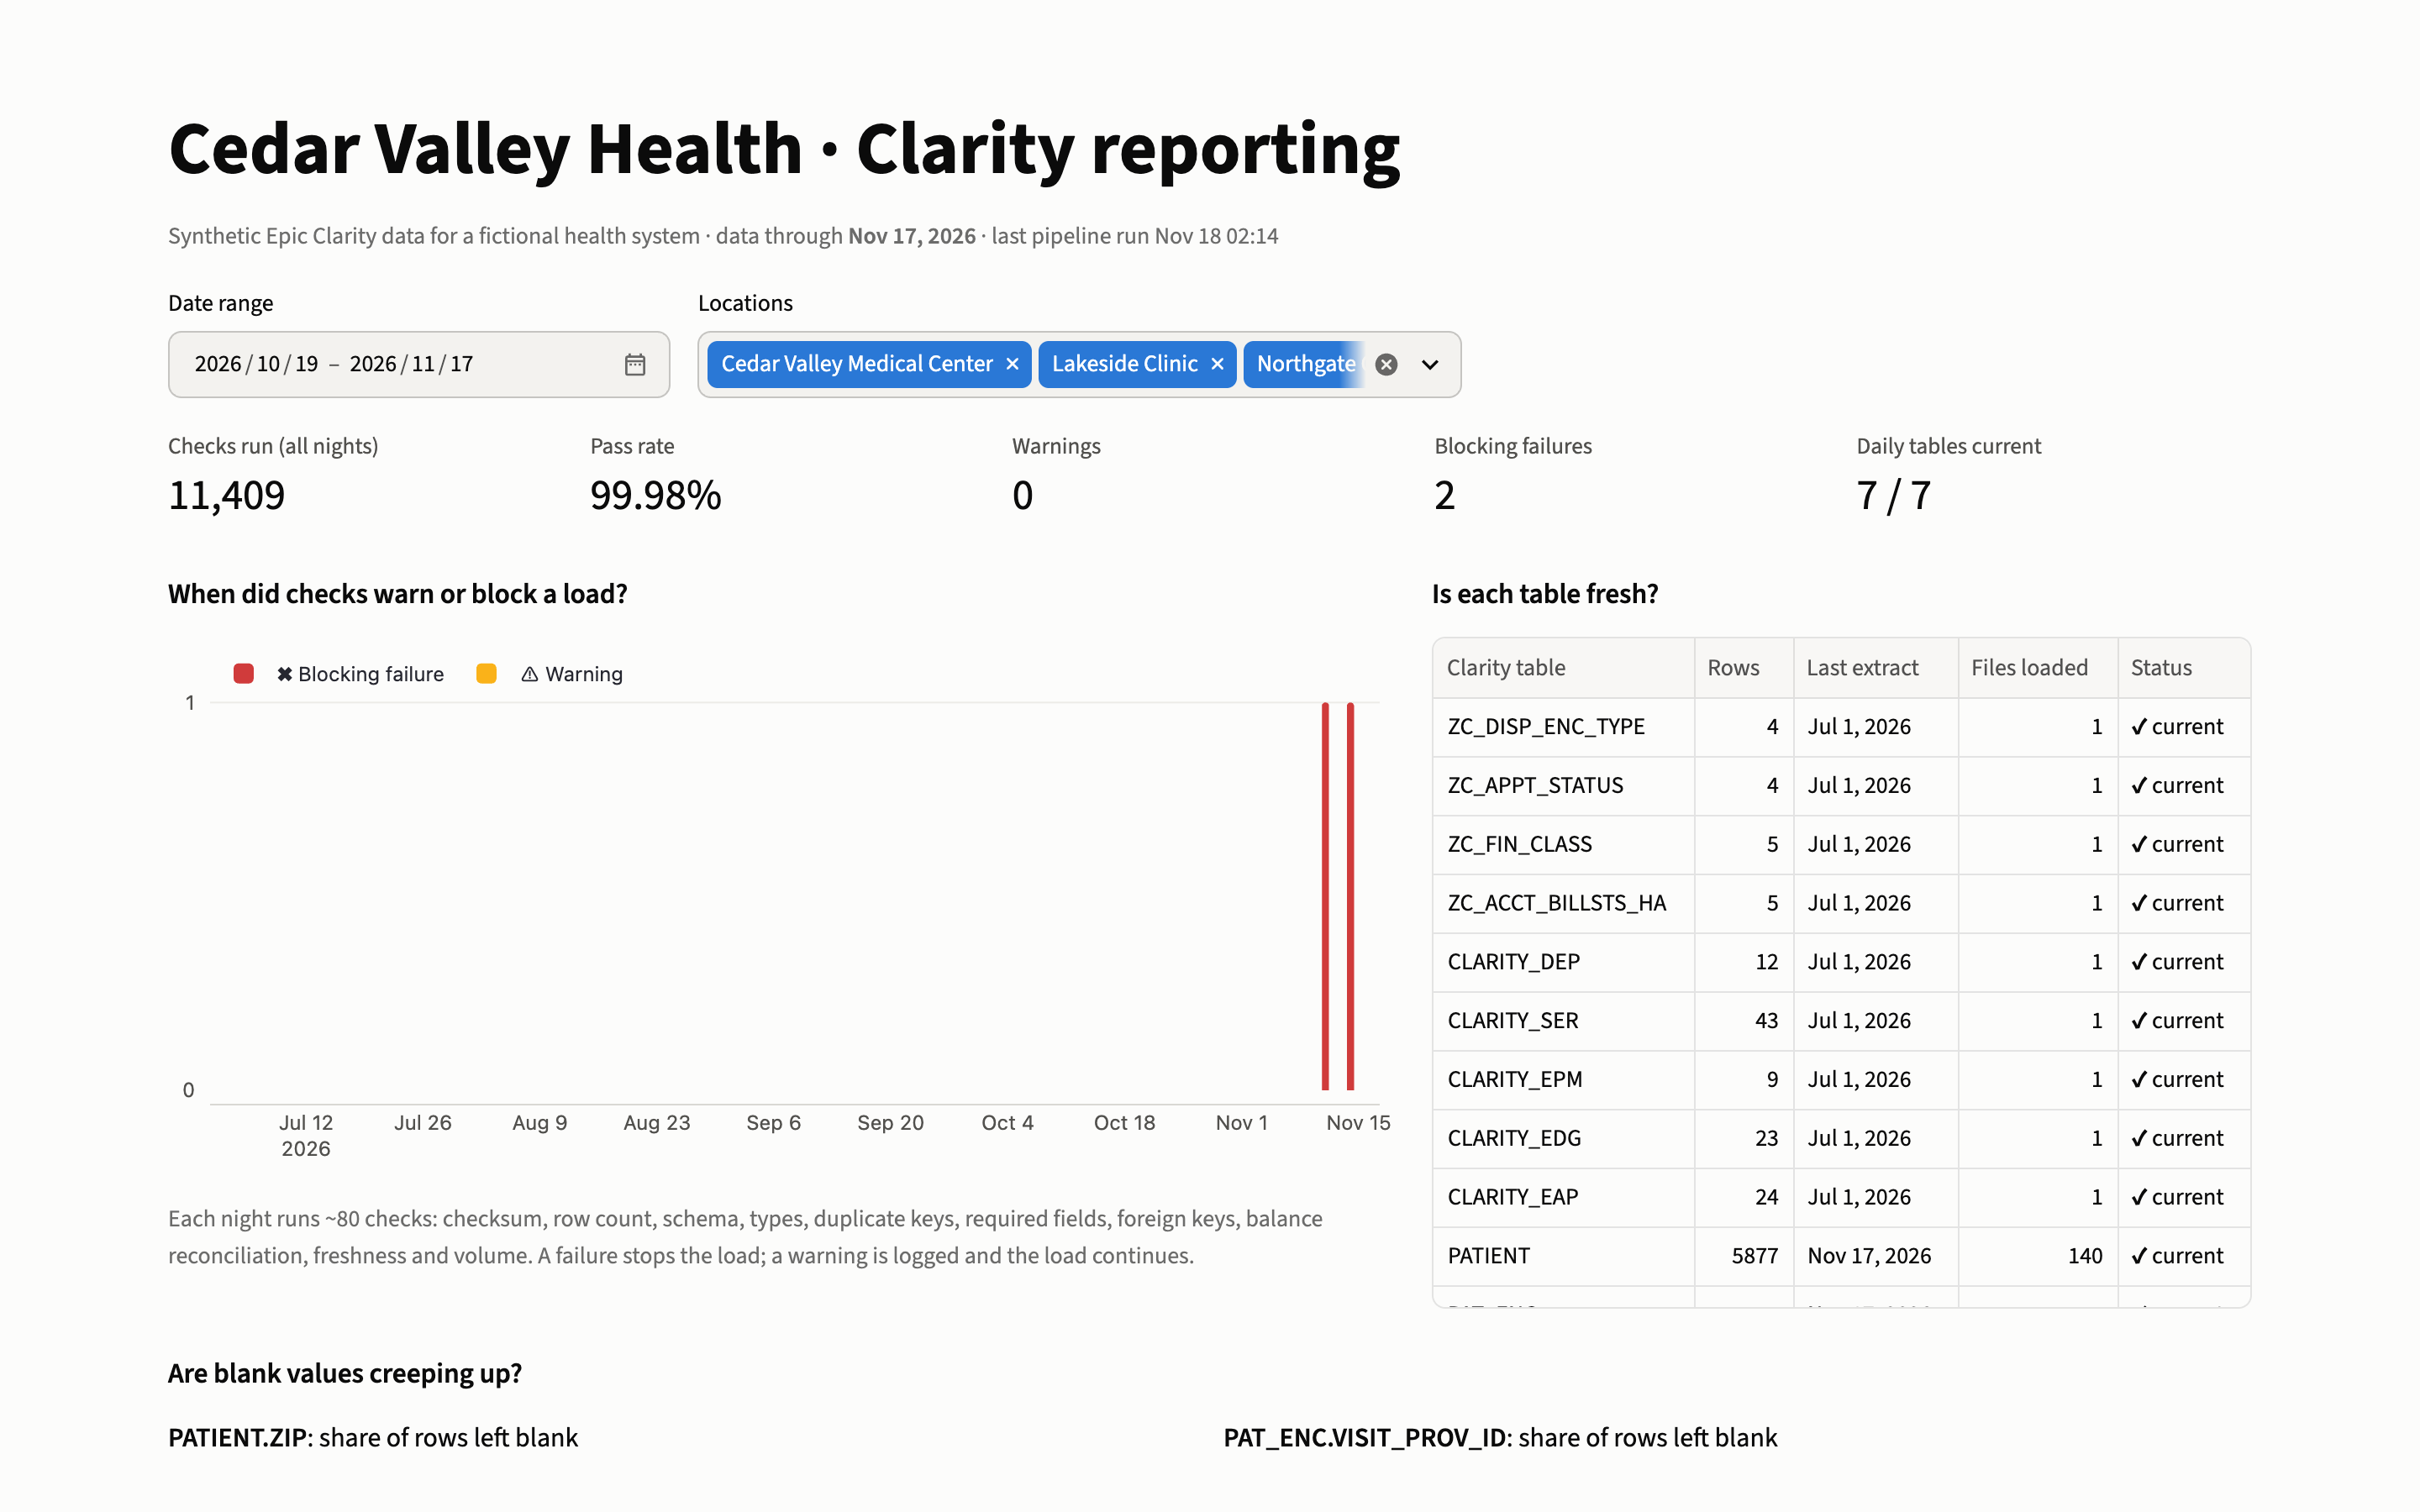 Cedar Valley Health · Clarity reporting
Synthetic Epic Clarity data for a fictional health system · data through Nov 17, 2026 · last pipeline run Nov 18 02:14
Date range
Locations
2026/10/19 – 2026/11/17
Cedar Valley Medical Center × Lakeside Clinic × Northgate
Checks run (all nights)
11,409
Pass rate
99.98%
Warnings
0
Blocking failures
2
Daily tables current
7 / 7
When did checks warn or block a load?
✖ Blocking failure ⚠ Warning
1
0
Jul 12 Jul 26 Aug 9 Aug 23 Sep 6 Sep 20 Oct 4 Oct 18 Nov 1 Nov 15
2026
Each night runs ~80 checks: checksum, row count, schema, types, duplicate keys, required fields, foreign keys, balance
reconciliation, freshness and volume. A failure stops the load; a warning is logged and the load continues.
Is each table fresh?
Clarity table Rows Last extract Files loaded Status
ZC_DISP_ENC_TYPE 4 Jul 1, 2026 1 ✓ current
ZC_APPT_STATUS 4 Jul 1, 2026 1 ✓ current
ZC_FIN_CLASS 5 Jul 1, 2026 1 ✓ current
ZC_ACCT_BILLSTS_HA 5 Jul 1, 2026 1 ✓ current
CLARITY_DEP 12 Jul 1, 2026 1 ✓ current
CLARITY_SER 43 Jul 1, 2026 1 ✓ current
CLARITY_EPM 9 Jul 1, 2026 1 ✓ current
CLARITY_EDG 23 Jul 1, 2026 1 ✓ current
CLARITY_EAP 24 Jul 1, 2026 1 ✓ current
PATIENT 5877 Nov 17, 2026 140 ✓ current
Are blank values creeping up?
PATIENT.ZIP: share of rows left blank
PAT_ENC.VISIT_PROV_ID: share of rows left blank